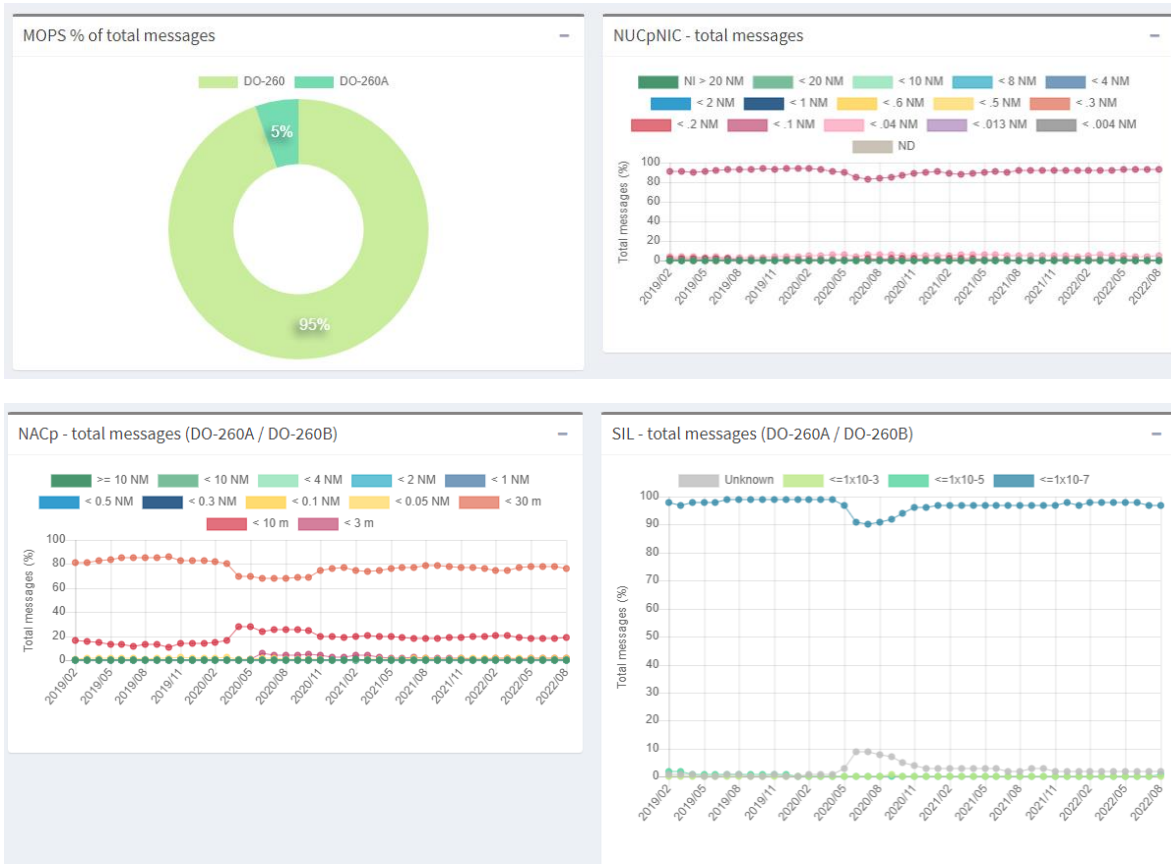 MOPS % of total messages −
DO-260 DO-260A
5%
95%
NUCpNIC - total messages −
NI > 20 NM < 20 NM < 10 NM < 8 NM < 4 NM
< 2 NM < 1 NM < .6 NM < .5 NM < .3 NM
< .2 NM < .1 NM < .04 NM < .013 NM < .004 NM
ND
Total messages (%)
100
80
60
40
20
0
2019/02 2019/05 2019/08 2019/11 2020/02 2020/05 2020/08 2020/11 2021/02 2021/05 2021/08 2021/11 2022/02 2022/05 2022/08
NACp - total messages (DO-260A / DO-260B) −
>= 10 NM < 10 NM < 4 NM < 2 NM < 1 NM
< 0.5 NM < 0.3 NM < 0.1 NM < 0.05 NM < 30 m
< 10 m < 3 m
Total messages (%)
100
80
60
40
20
0
2019/02 2019/05 2019/08 2019/11 2020/02 2020/05 2020/08 2020/11 2021/02 2021/05 2021/08 2021/11 2022/02 2022/05 2022/08
SIL - total messages (DO-260A / DO-260B) −
Unknown <=1x10-3 <=1x10-5 <=1x10-7
Total messages (%)
100
90
80
70
60
50
40
30
20
10
0
2019/02 2019/05 2019/08 2019/11 2020/02 2020/05 2020/08 2020/11 2021/02 2021/05 2021/08 2021/11 2022/02 2022/05 2022/08